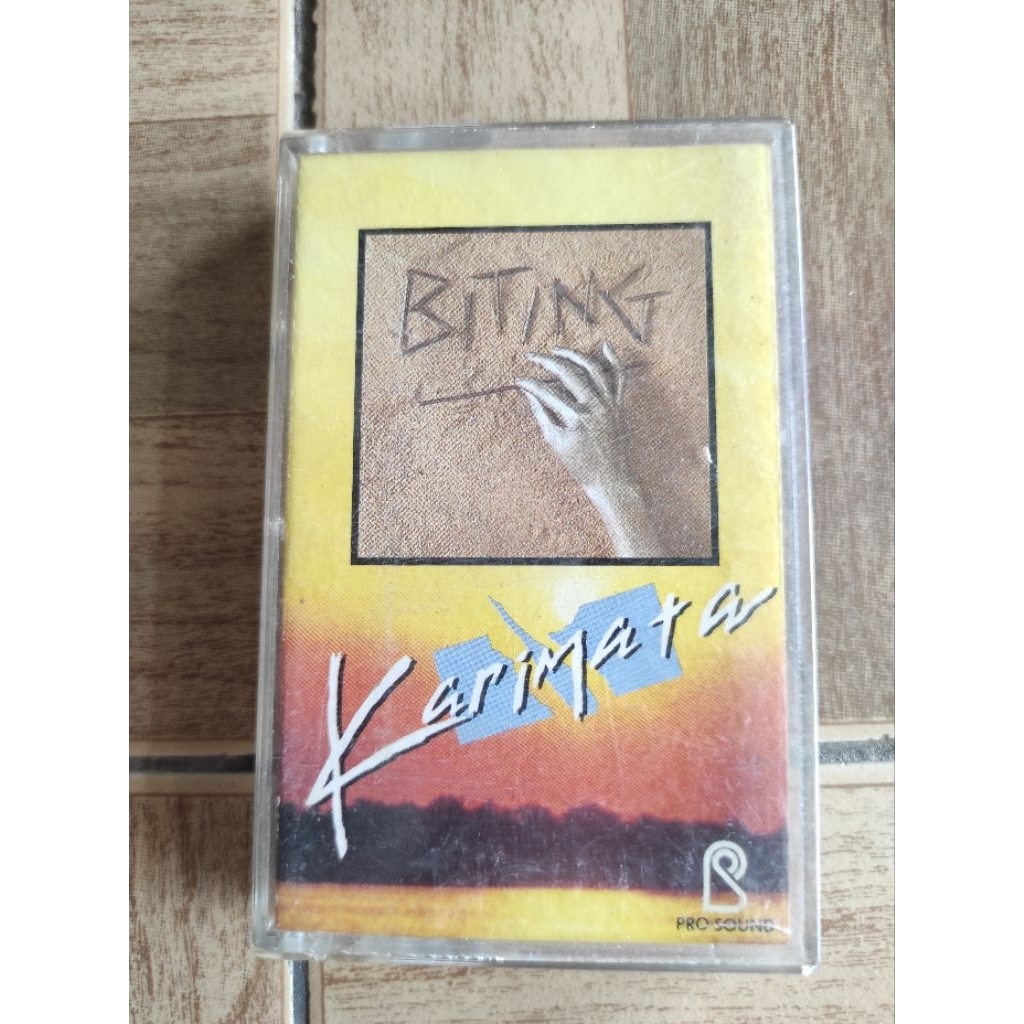 BITING
Karimata
PRO·SOUND